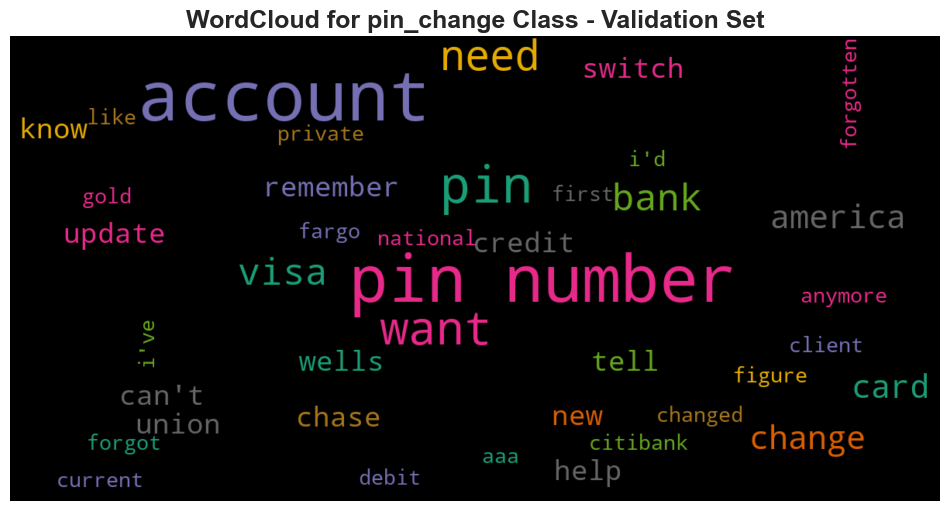 WordCloud for pin_change Class - Validation Set
need
switch
forgotten
account
like
know
private
i'd
remember
pin
first
bank
gold
america
update
fargo
national
credit
visa
pin number
anymore
want
i've
client
wells
tell
figure
can't
card
union
chase
new
changed
forgot
citibank
change
aaa
current
debit
help